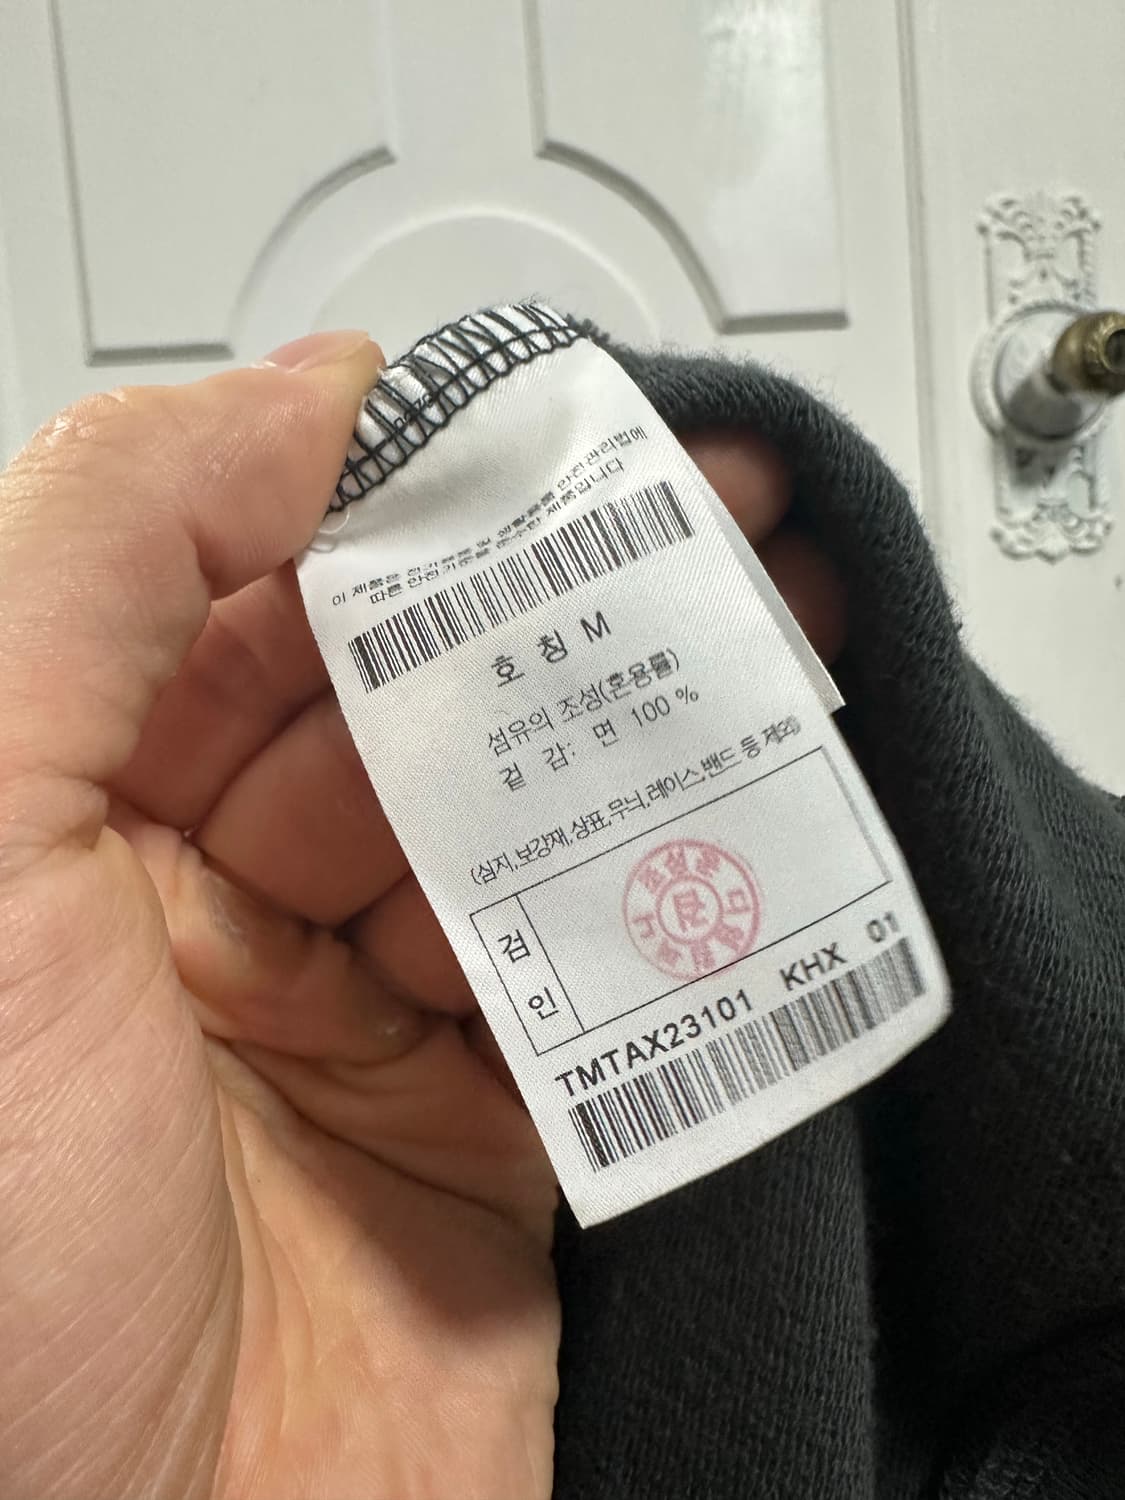 이 제품은 전기용품 및 생활용품 안전관리법에
따른 안전기준을 준수한 제품입니다
호 칭 M
섬유의 조성(혼용률)
겉 감: 면 100 %
(심지,보강재,상표,무늬,레이스,밴드 등 제외)
검
인
TMTAX23101 KHX 01